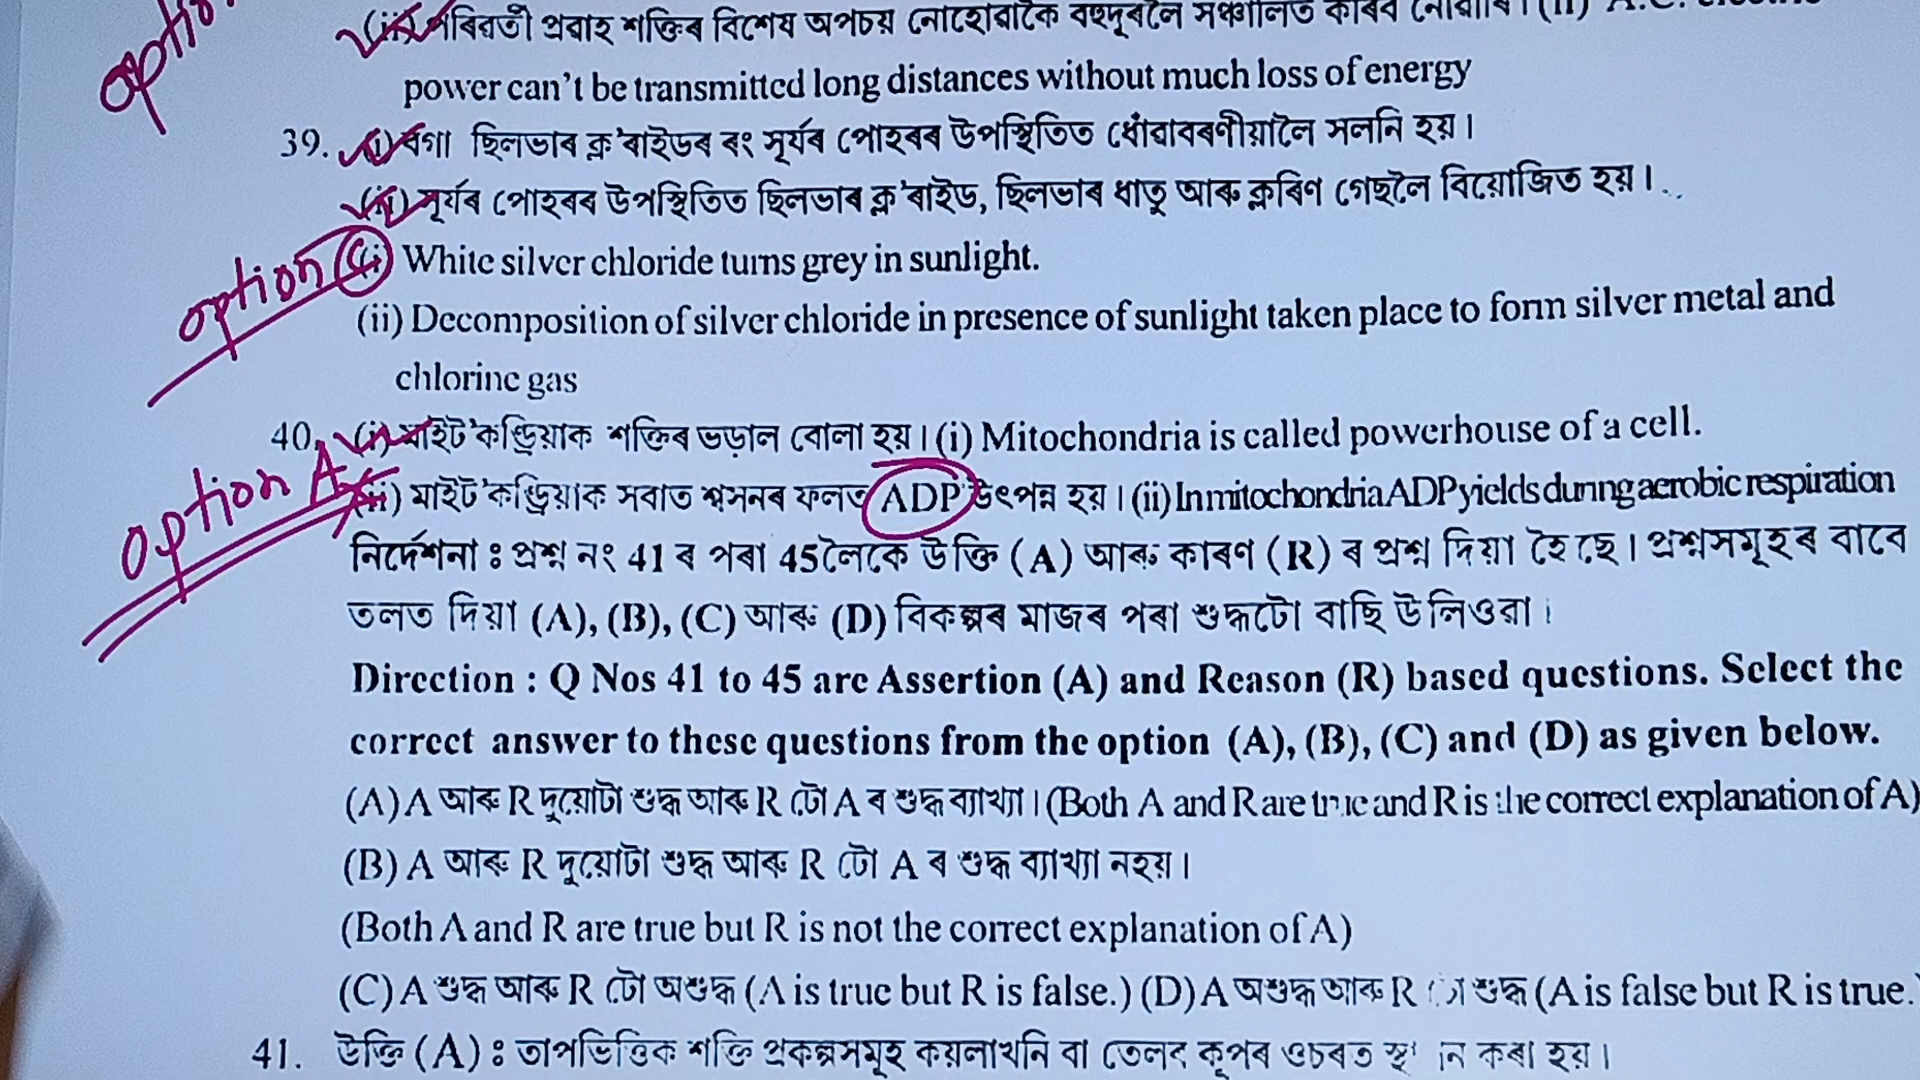 (ii) পৰিৱৰ্তী প্ৰৱাহ শক্তিৰ বিশেষ অপচয় নোহোৱাকৈ বহুদূৰলৈ সঞ্চালিত কৰিব নোৱাৰি। (ii) A.C. electric
power can't be transmitted long distances without much loss of energy
39. (i) বগা ছিলভাৰ ক্ল'ৰাইডৰ ৰং সূৰ্যৰ পোহৰৰ উপস্থিতিত ধোঁৱাবৰণীয়ালৈ সলনি হয়।
(ii) সূৰ্যৰ পোহৰৰ উপস্থিতিত ছিলভাৰ ক্ল'ৰাইড, ছিলভাৰ ধাতু আৰু ক্লৰিণ গেছলৈ বিয়োজিত হয়।
option C (i) White silver chloride turns grey in sunlight.
(ii) Decomposition of silver chloride in presence of sunlight taken place to form silver metal and
chlorine gas
40. (i) মাইট'কণ্ড্ৰিয়াক শক্তিৰ ভড়াল বোলা হয়। (i) Mitochondria is called powerhouse of a cell.
option A (ii) মাইট'কণ্ড্ৰিয়াক সবাত শ্বসনৰ ফলত ADP উৎপন্ন হয়। (ii) In mitochondria ADP yields during aerobic respiration
নিৰ্দেশনা : প্ৰশ্ন নং 41 ৰ পৰা 45 লৈকে উক্তি (A) আৰু কাৰণ (R) ৰ প্ৰশ্ন দিয়া হৈছে। প্ৰশ্নসমূহৰ বাবে
তলত দিয়া (A), (B), (C) আৰু (D) বিকল্পৰ মাজৰ পৰা শুদ্ধটো বাছি উলিওৱা।
Direction : Q Nos 41 to 45 are Assertion (A) and Reason (R) based questions. Select the
correct answer to these questions from the option (A), (B), (C) and (D) as given below.
(A) A আৰু R দুয়োটা শুদ্ধ আৰু R টো A ৰ শুদ্ধ ব্যাখ্যা। (Both A and R are true and R is the correct explanation of A)
(B) A আৰু R দুয়োটা শুদ্ধ আৰু R টো A ৰ শুদ্ধ ব্যাখ্যা নহয়।
(Both A and R are true but R is not the correct explanation of A)
(C) A শুদ্ধ আৰু R টো অশুদ্ধ (A is true but R is false.) (D) A অশুদ্ধ আৰু R টো শুদ্ধ (A is false but R is true.
41. উক্তি (A) : তাপভিত্তিক শক্তি প্ৰকল্পসমূহ কয়লাখনি বা তেলৰ কূপৰ ওচৰত স্থাপন কৰা হয়।